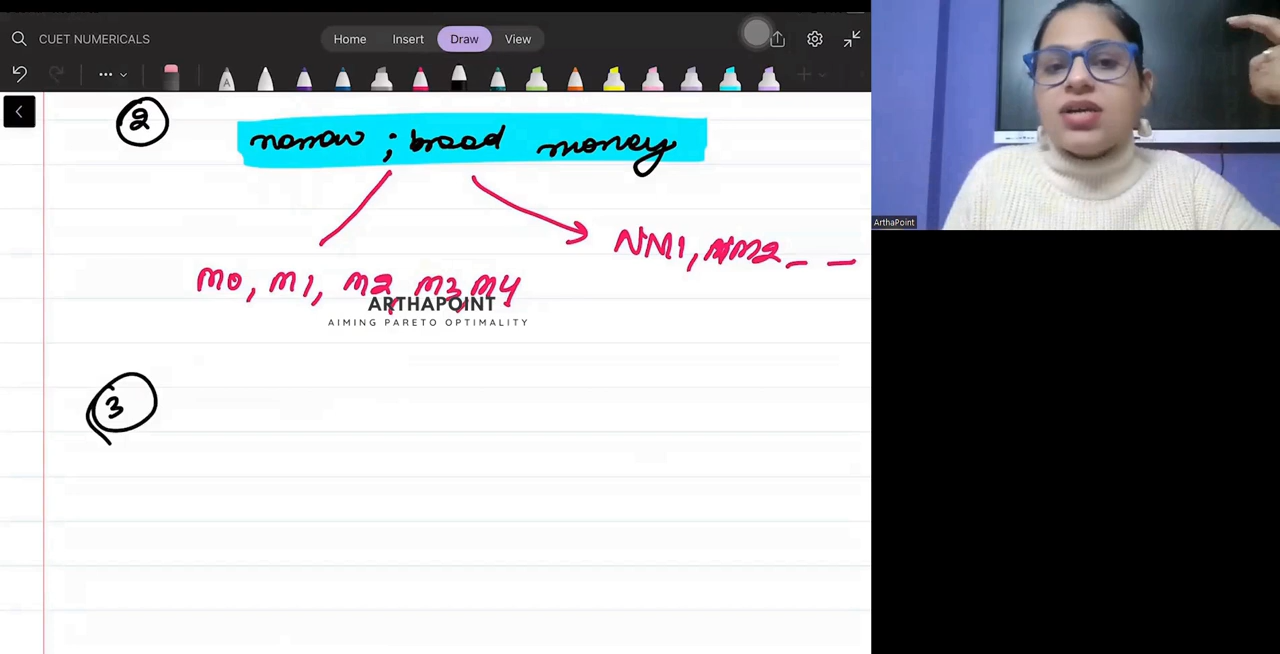 CUET NUMERICALS
Home Insert Draw View
2
narrow ; broad money
NM1, NM2 _ _
M0, M1, M2, M3, M4
ARTHAPOINT
AIMING PARETO OPTIMALITY
3
ArthaPoint